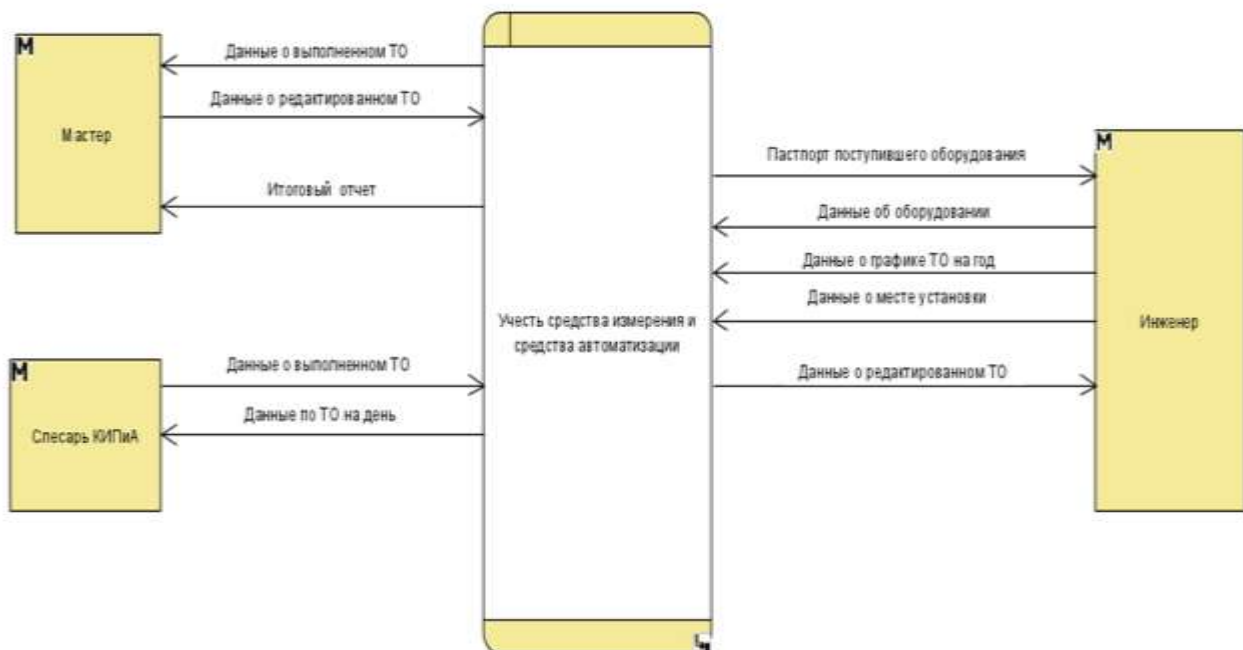 M
Данные о выполненном ТО
Данные о редактированном ТО
Мастер
Итоговый отчет
M
Паспорт поступившего оборудования
Данные об оборудовании
Данные о графике ТО на год
Данные о месте установки
Учесть средства измерения и
средства автоматизации
Инженер
Данные о редактированном ТО
M
Данные о выполненном ТО
Данные по ТО на день
Слесарь КИПиА